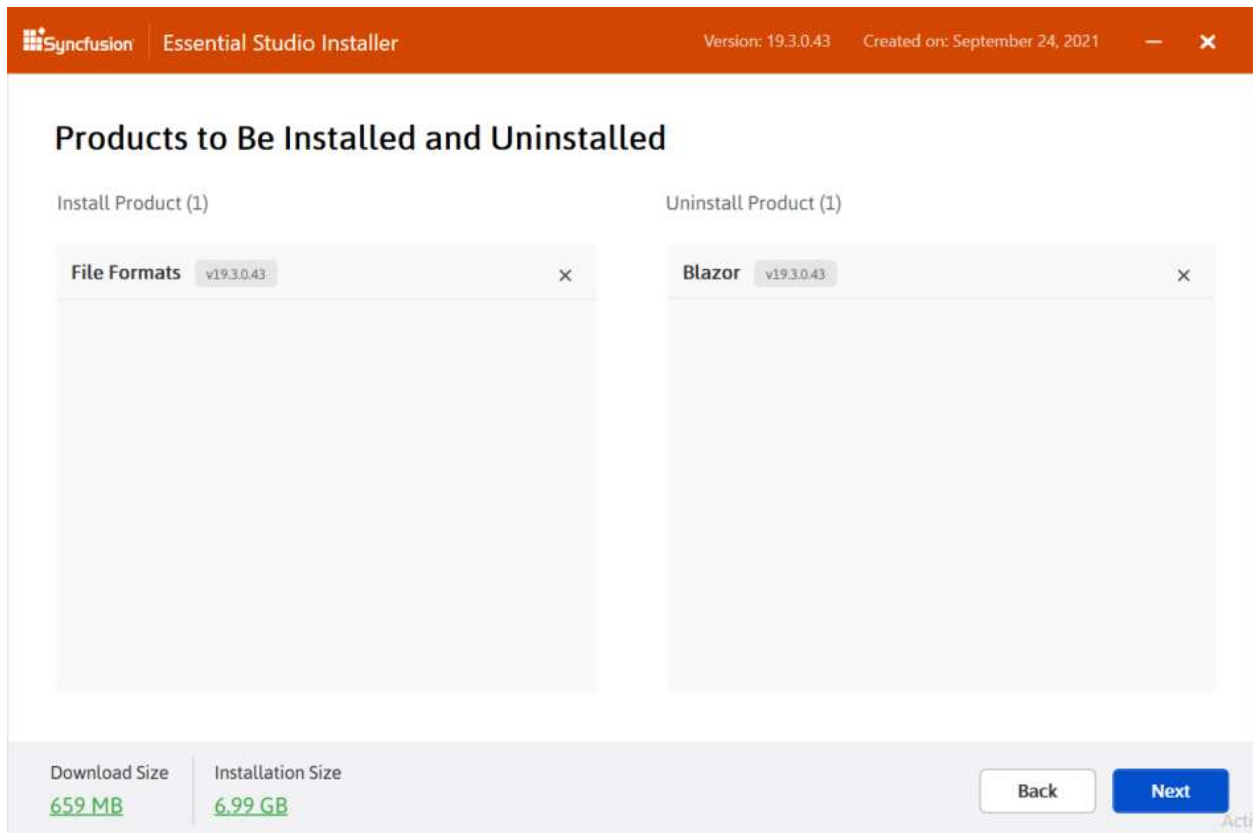 Syncfusion Essential Studio Installer Version: 19.3.0.43 Created on: September 24, 2021
Products to Be Installed and Uninstalled
Install Product (1) Uninstall Product (1)
File Formats v19.3.0.43 Blazor v19.3.0.43
Download Size Installation Size
659 MB 6.99 GB
Back Next
Acti